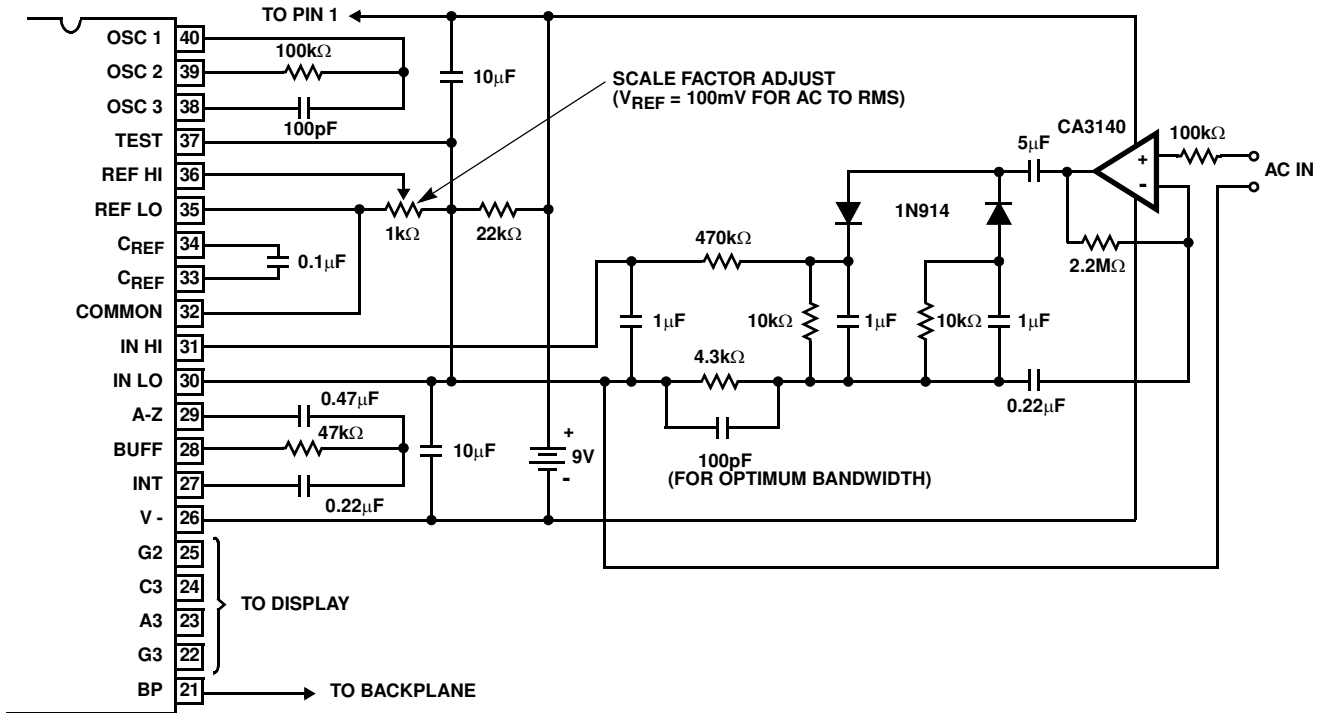 TO PIN 1
OSC 1 40
100kΩ
OSC 2 39
10μF
OSC 3 38
100pF
TEST 37
REF HI 36
REF LO 35
1kΩ
22kΩ
SCALE FACTOR ADJUST
(VREF = 100mV FOR AC TO RMS)
CREF 34
0.1μF
CREF 33
COMMON 32
IN HI 31
IN LO 30
A-Z 29
0.47μF
BUFF 28
47kΩ
INT 27
0.22μF
V - 26
10μF
+
9V
-
G2 25
C3 24
A3 23
G3 22
TO DISPLAY
BP 21
TO BACKPLANE
CA3140
100kΩ
AC IN
5μF
+
-
2.2MΩ
1N914
470kΩ
1μF
10kΩ
1μF
10kΩ
1μF
4.3kΩ
0.22μF
100pF
(FOR OPTIMUM BANDWIDTH)